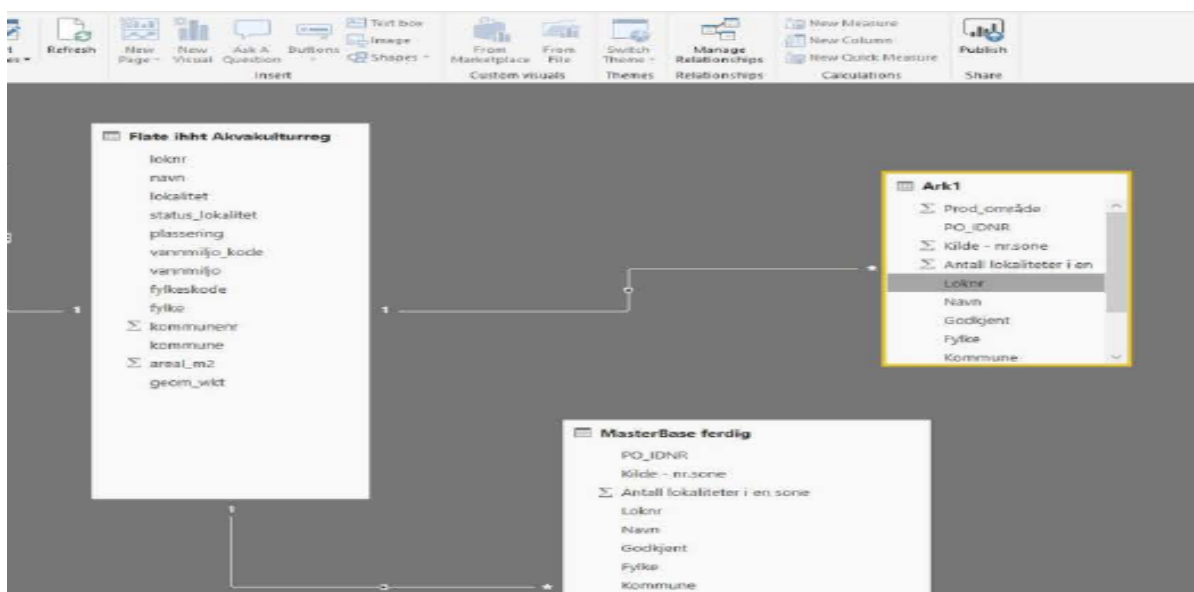 Refresh
New Page
New Visual
Ask A Question
Buttons
Text box
Image
Shapes
From Marketplace
From File
Switch Theme
Manage Relationships
New Measure
New Column
New Quick Measure
Publish
Insert
Custom visuals
Themes
Relationships
Calculations
Share
Flate ihht Akvakulturreg
loknr
navn
lokalitet
status_lokalitet
plassering
vannmiljo_kode
vannmiljo
fylkeskode
fylke
Σ kommunenr
kommune
Σ areal_m2
geom_wkt
1
1
1
Ark1
Σ Prod_område
PO_IDNR
Σ Kilde - nr.sone
Σ Antall lokaliteter i en
Loknr
Navn
Godkjent
Fylke
Kommune
*
MasterBase ferdig
PO_IDNR
Kilde - nr.sone
Σ Antall lokaliteter i en sone
Loknr
Navn
Godkjent
Fylke
Kommune
*